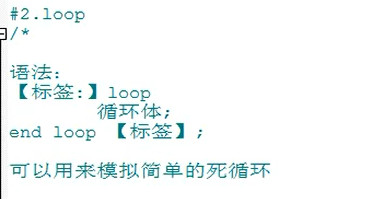 #2.loop
/*
语法：
【标签:】loop
循环体;
end loop 【标签】;
可以用来模拟简单的死循环